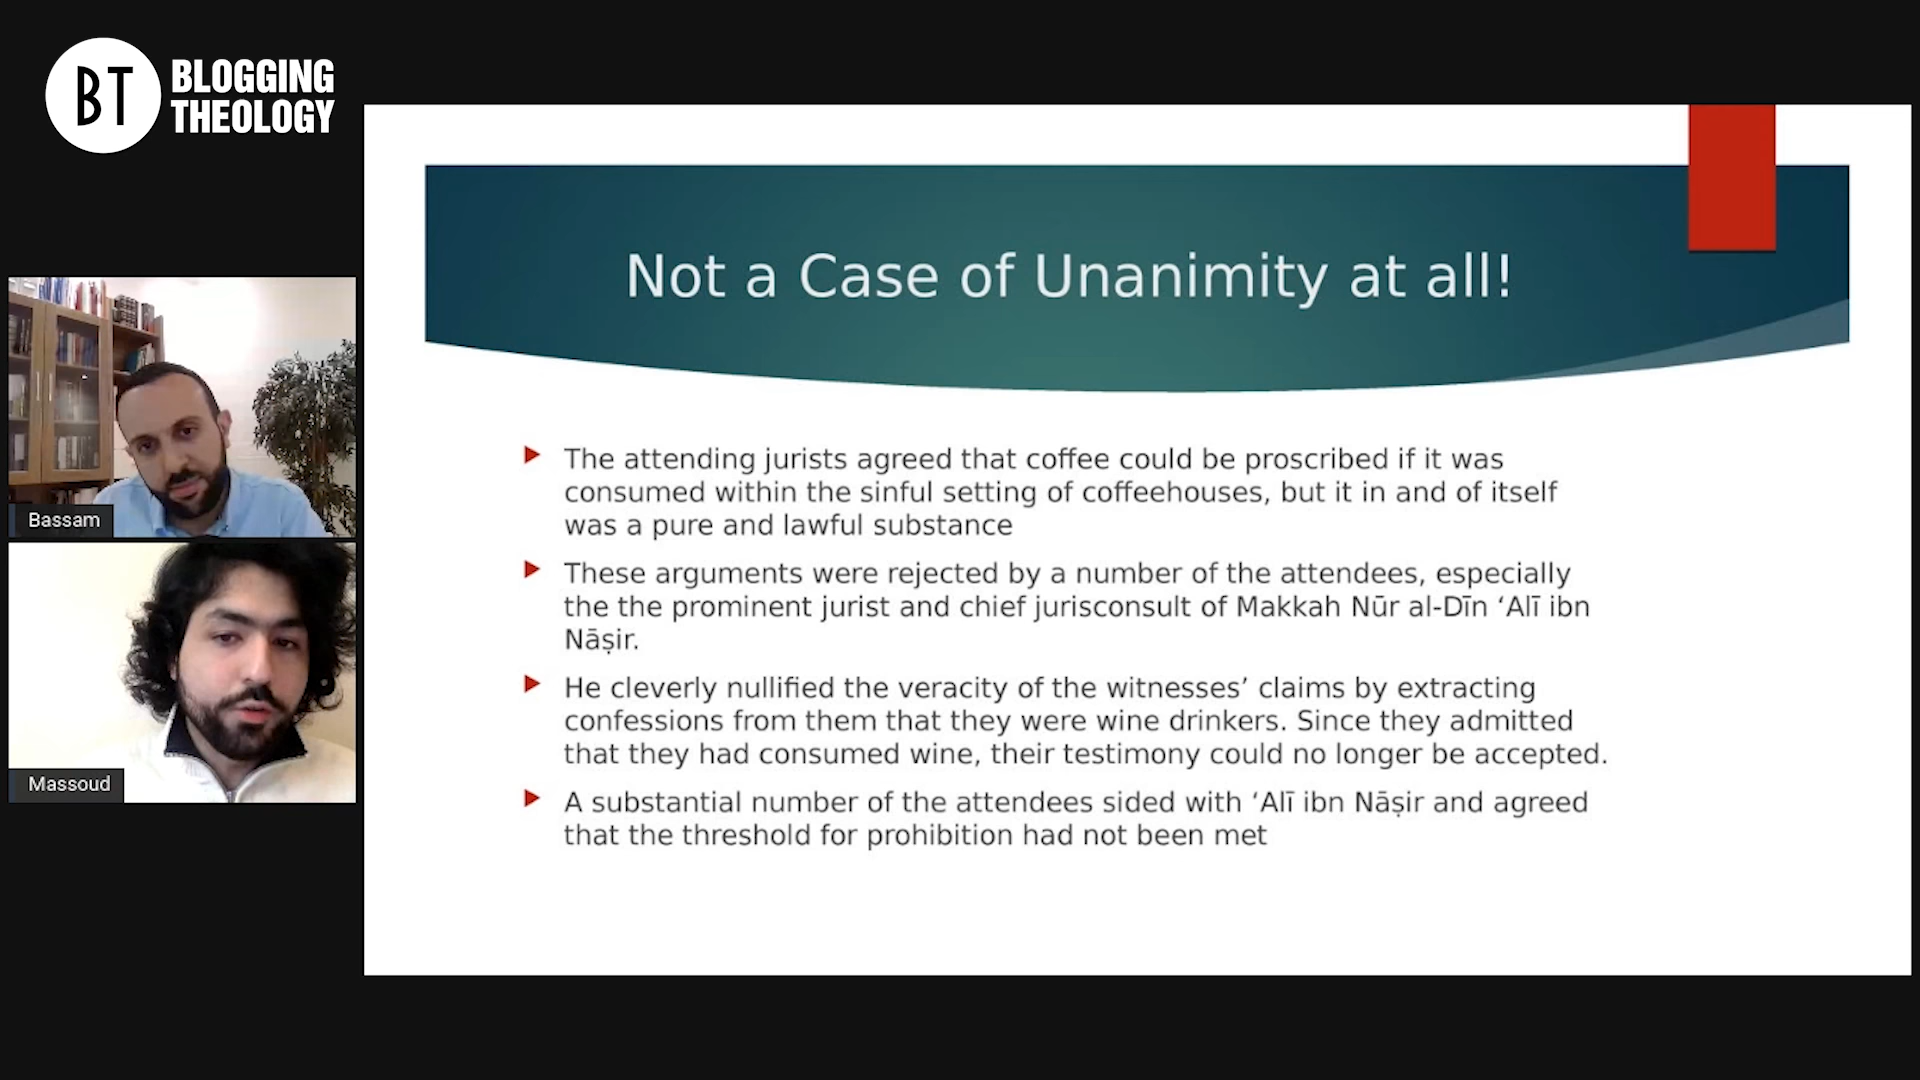 BT
BLOGGING
THEOLOGY
Not a Case of Unanimity at all!
The attending jurists agreed that coffee could be proscribed if it was
consumed within the sinful setting of coffeehouses, but it in and of itself
was a pure and lawful substance
These arguments were rejected by a number of the attendees, especially
the the prominent jurist and chief jurisconsult of Makkah Nūr al-Dīn ‘Alī ibn
Nāṣir.
He cleverly nullified the veracity of the witnesses’ claims by extracting
confessions from them that they were wine drinkers. Since they admitted
that they had consumed wine, their testimony could no longer be accepted.
A substantial number of the attendees sided with ‘Alī ibn Nāṣir and agreed
that the threshold for prohibition had not been met
Bassam
Massoud